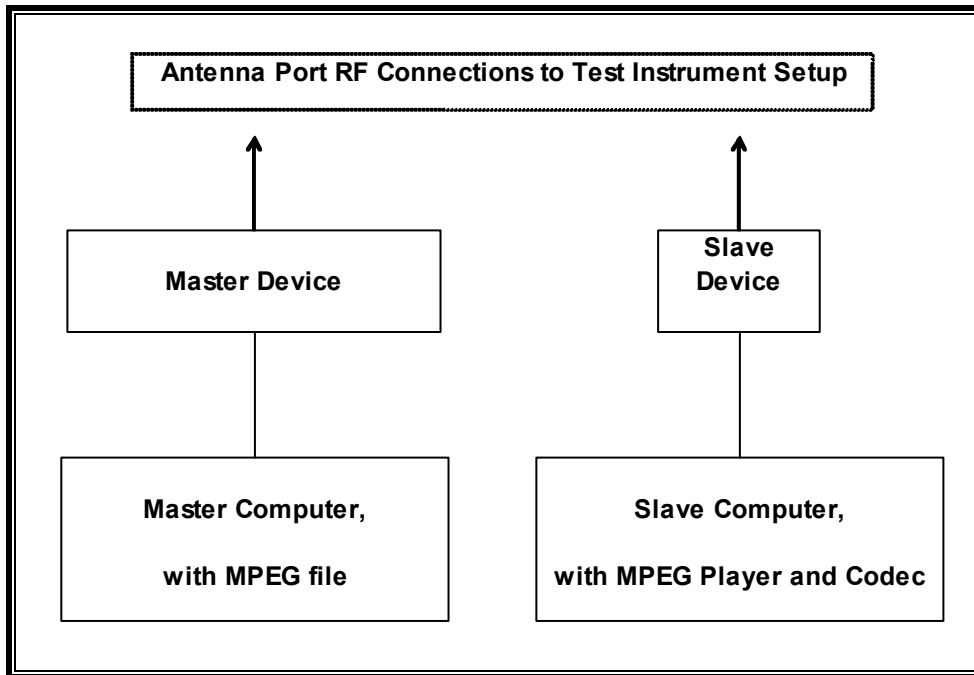 Antenna Port RF Connections to Test Instrument Setup
Master Device
Slave
Device
Master Computer,
with MPEG file
Slave Computer,
with MPEG Player and Codec